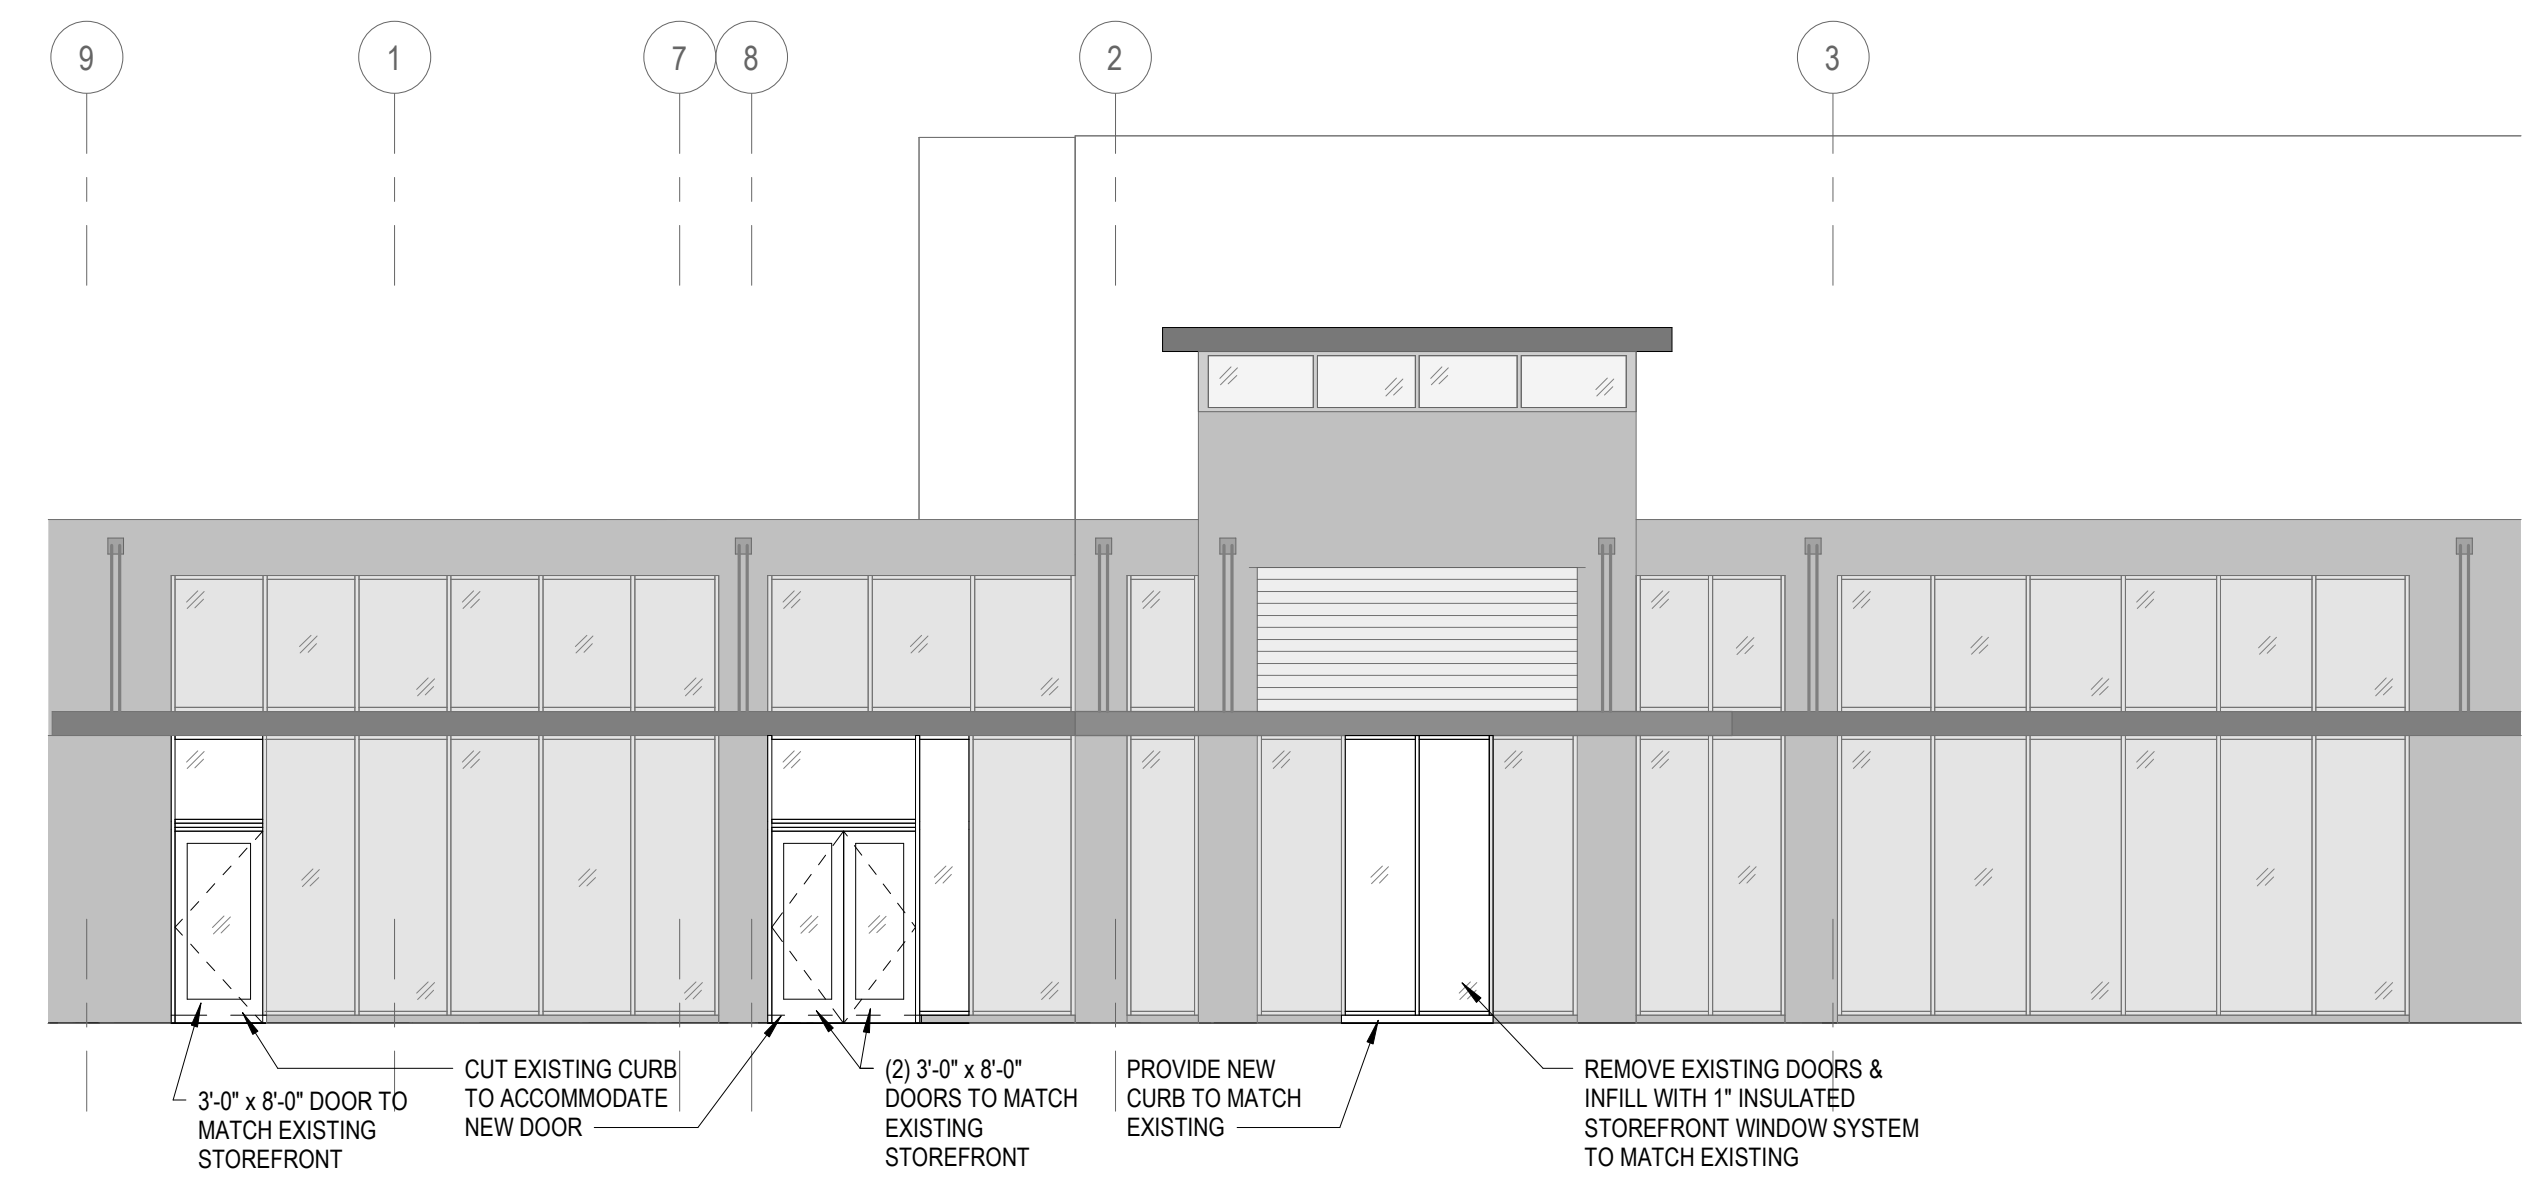 9
1
7
8
2
3
3'-0" x 8'-0" DOOR TO
MATCH EXISTING
STOREFRONT
CUT EXISTING CURB
TO ACCOMMODATE
NEW DOOR
(2) 3'-0" x 8'-0"
DOORS TO MATCH
EXISTING
STOREFRONT
PROVIDE NEW
CURB TO MATCH
EXISTING
REMOVE EXISTING DOORS &
INFILL WITH 1" INSULATED
STOREFRONT WINDOW SYSTEM
TO MATCH EXISTING